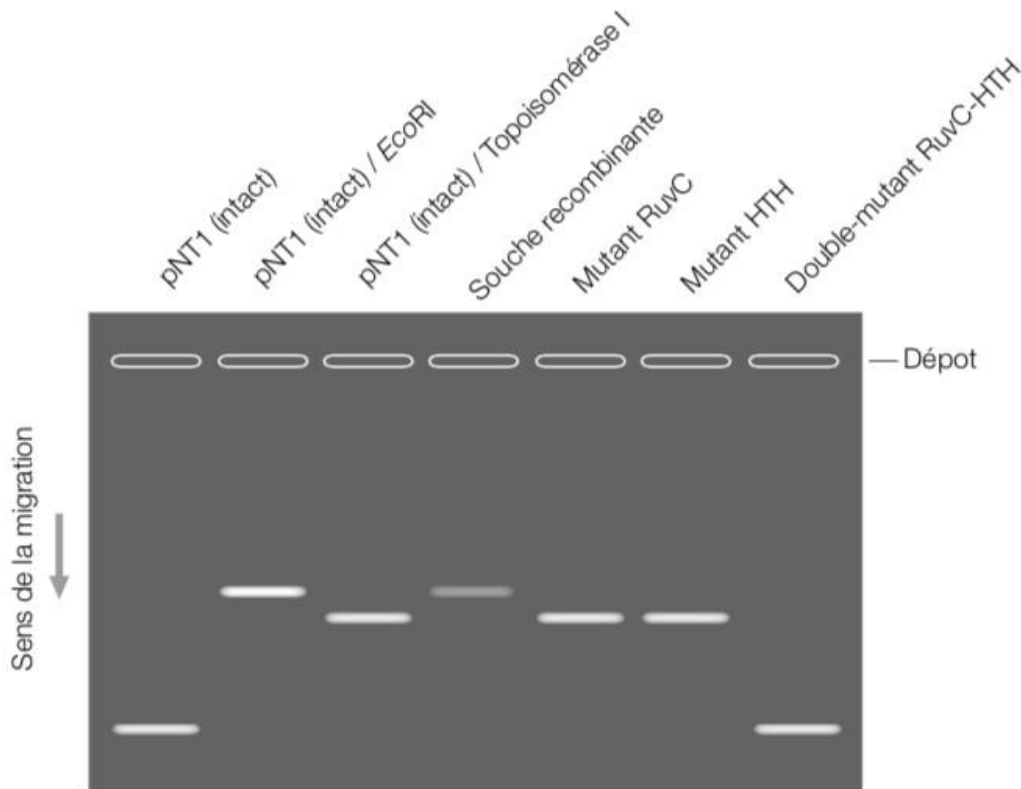 pNT1 (intact)
pNT1 (intact) / EcoRI
pNT1 (intact) / Topoisomérase I
Souche recombinante
Mutant RuvC
Mutant HTH
Double-mutant RuvC-HTH
Dépot
Sens de la migration